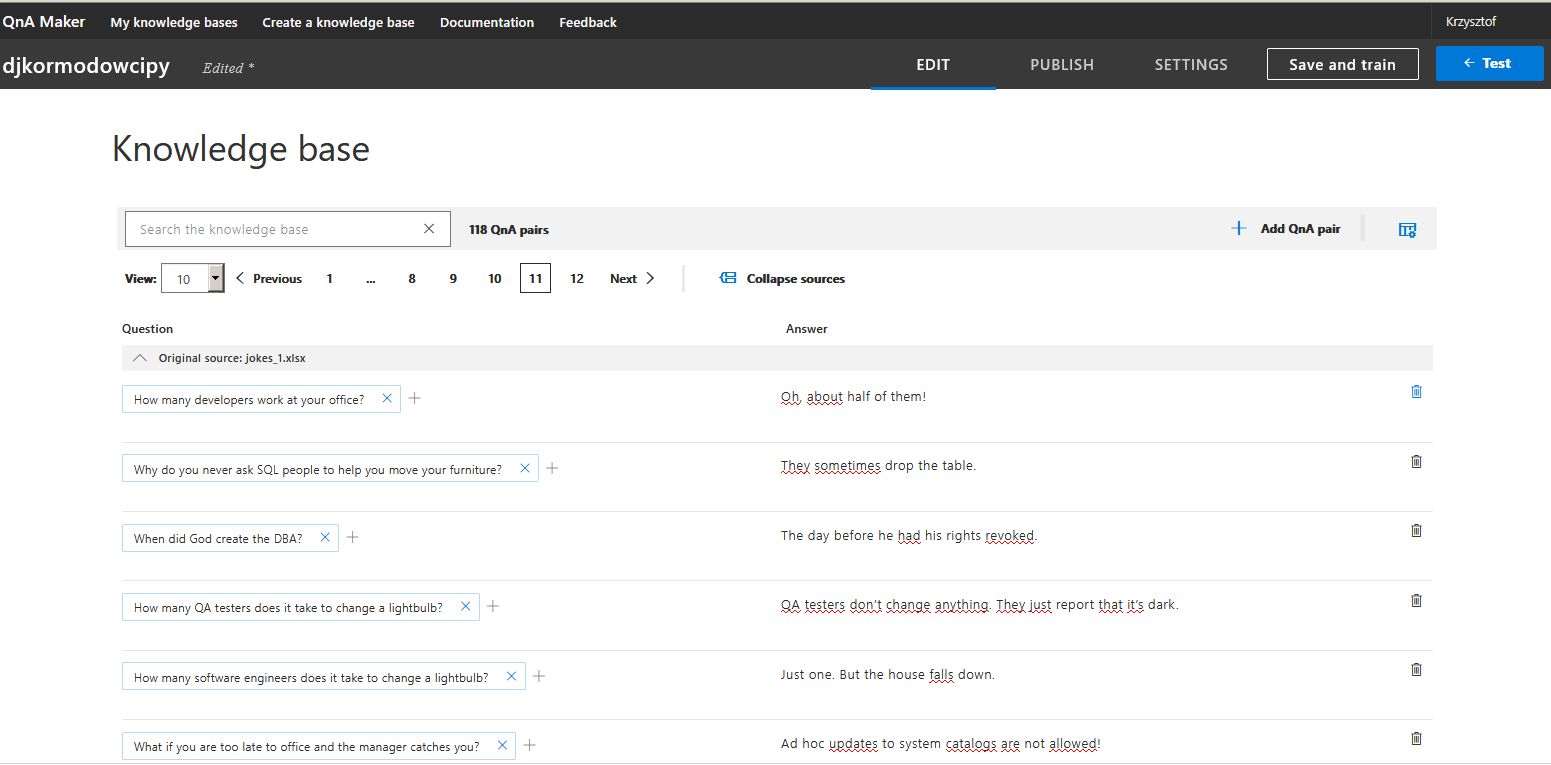 QnA Maker My knowledge bases Create a knowledge base Documentation Feedback Krzysztof
djkormodowcipy Edited * EDIT PUBLISH SETTINGS Save and train ← Test
Knowledge base
Search the knowledge base 118 QnA pairs Add QnA pair
View: 10 Previous 1 ... 8 9 10 11 12 Next Collapse sources
Question Answer
Original source: jokes_1.xlsx
How many developers work at your office? Oh, about half of them!
Why do you never ask SQL people to help you move your furniture? They sometimes drop the table.
When did God create the DBA? The day before he had his rights revoked.
How many QA testers does it take to change a lightbulb? QA testers don't change anything. They just report that it's dark.
How many software engineers does it take to change a lightbulb? Just one. But the house falls down.
What if you are too late to office and the manager catches you? Ad hoc updates to system catalogs are not allowed!